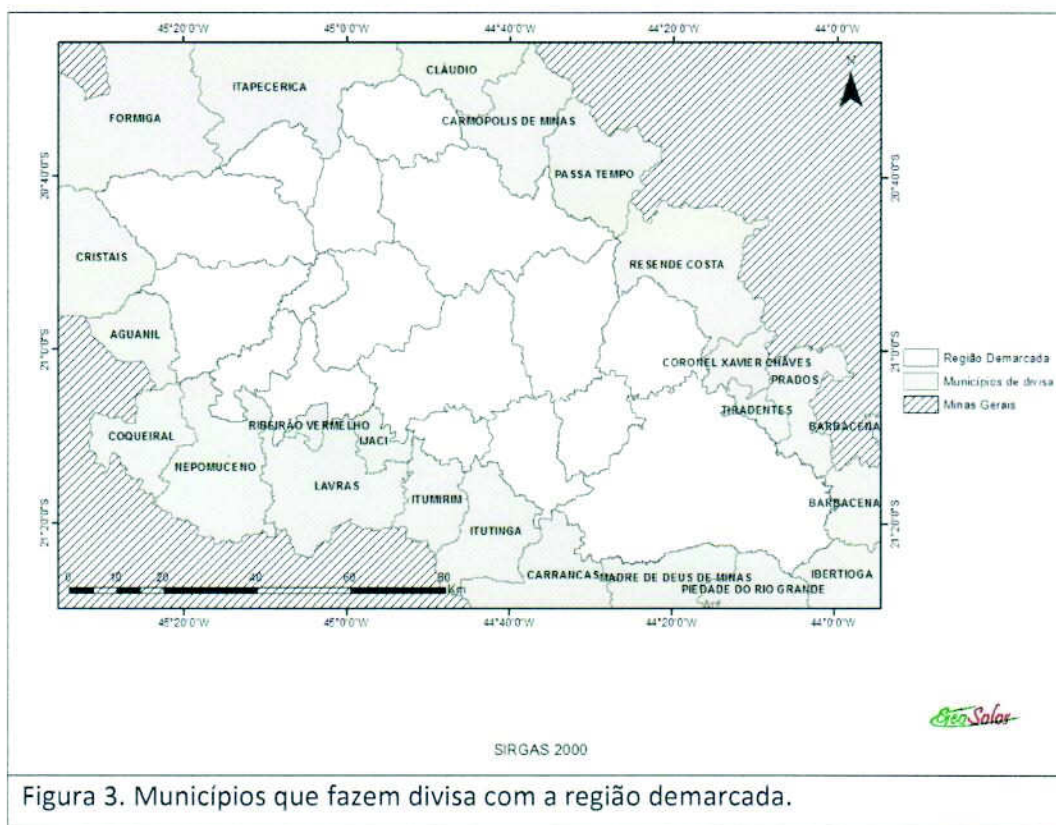 45°20'0"W 45°0'0"W 44°40'0"W 44°20'0"W 44°0'0"W
N
CLÁUDIO
ITAPECERICA
FORMIGA
CARMÓPOLIS DE MINAS
PASSA TEMPO
20°40'0"S 20°40'0"S
CRISTAIS
RESENDE COSTA
AGUANIL
21°0'0"S 21°0'0"S
CORONEL XAVIER CHAVES
PRADOS
Região Demarcada
Municípios de divisa
Minas Gerais
TIRADENTES
RIBEIRÃO VERMELHO
BARBACENA
COQUEIRAL
IJACI
NEPOMUCENO
LAVRAS
ITUMIRIM
BARBACENA
21°20'0"S 21°20'0"S
ITUTINGA
CARRANCAS
MADRE DE DEUS DE MINAS
IBERTIOGA
PIEDADE DO RIO GRANDE
0 10 20 40 60 80
Km
45°20'0"W 45°0'0"W 44°40'0"W 44°20'0"W 44°0'0"W
GeoSolos
SIRGAS 2000
Figura 3. Municípios que fazem divisa com a região demarcada.